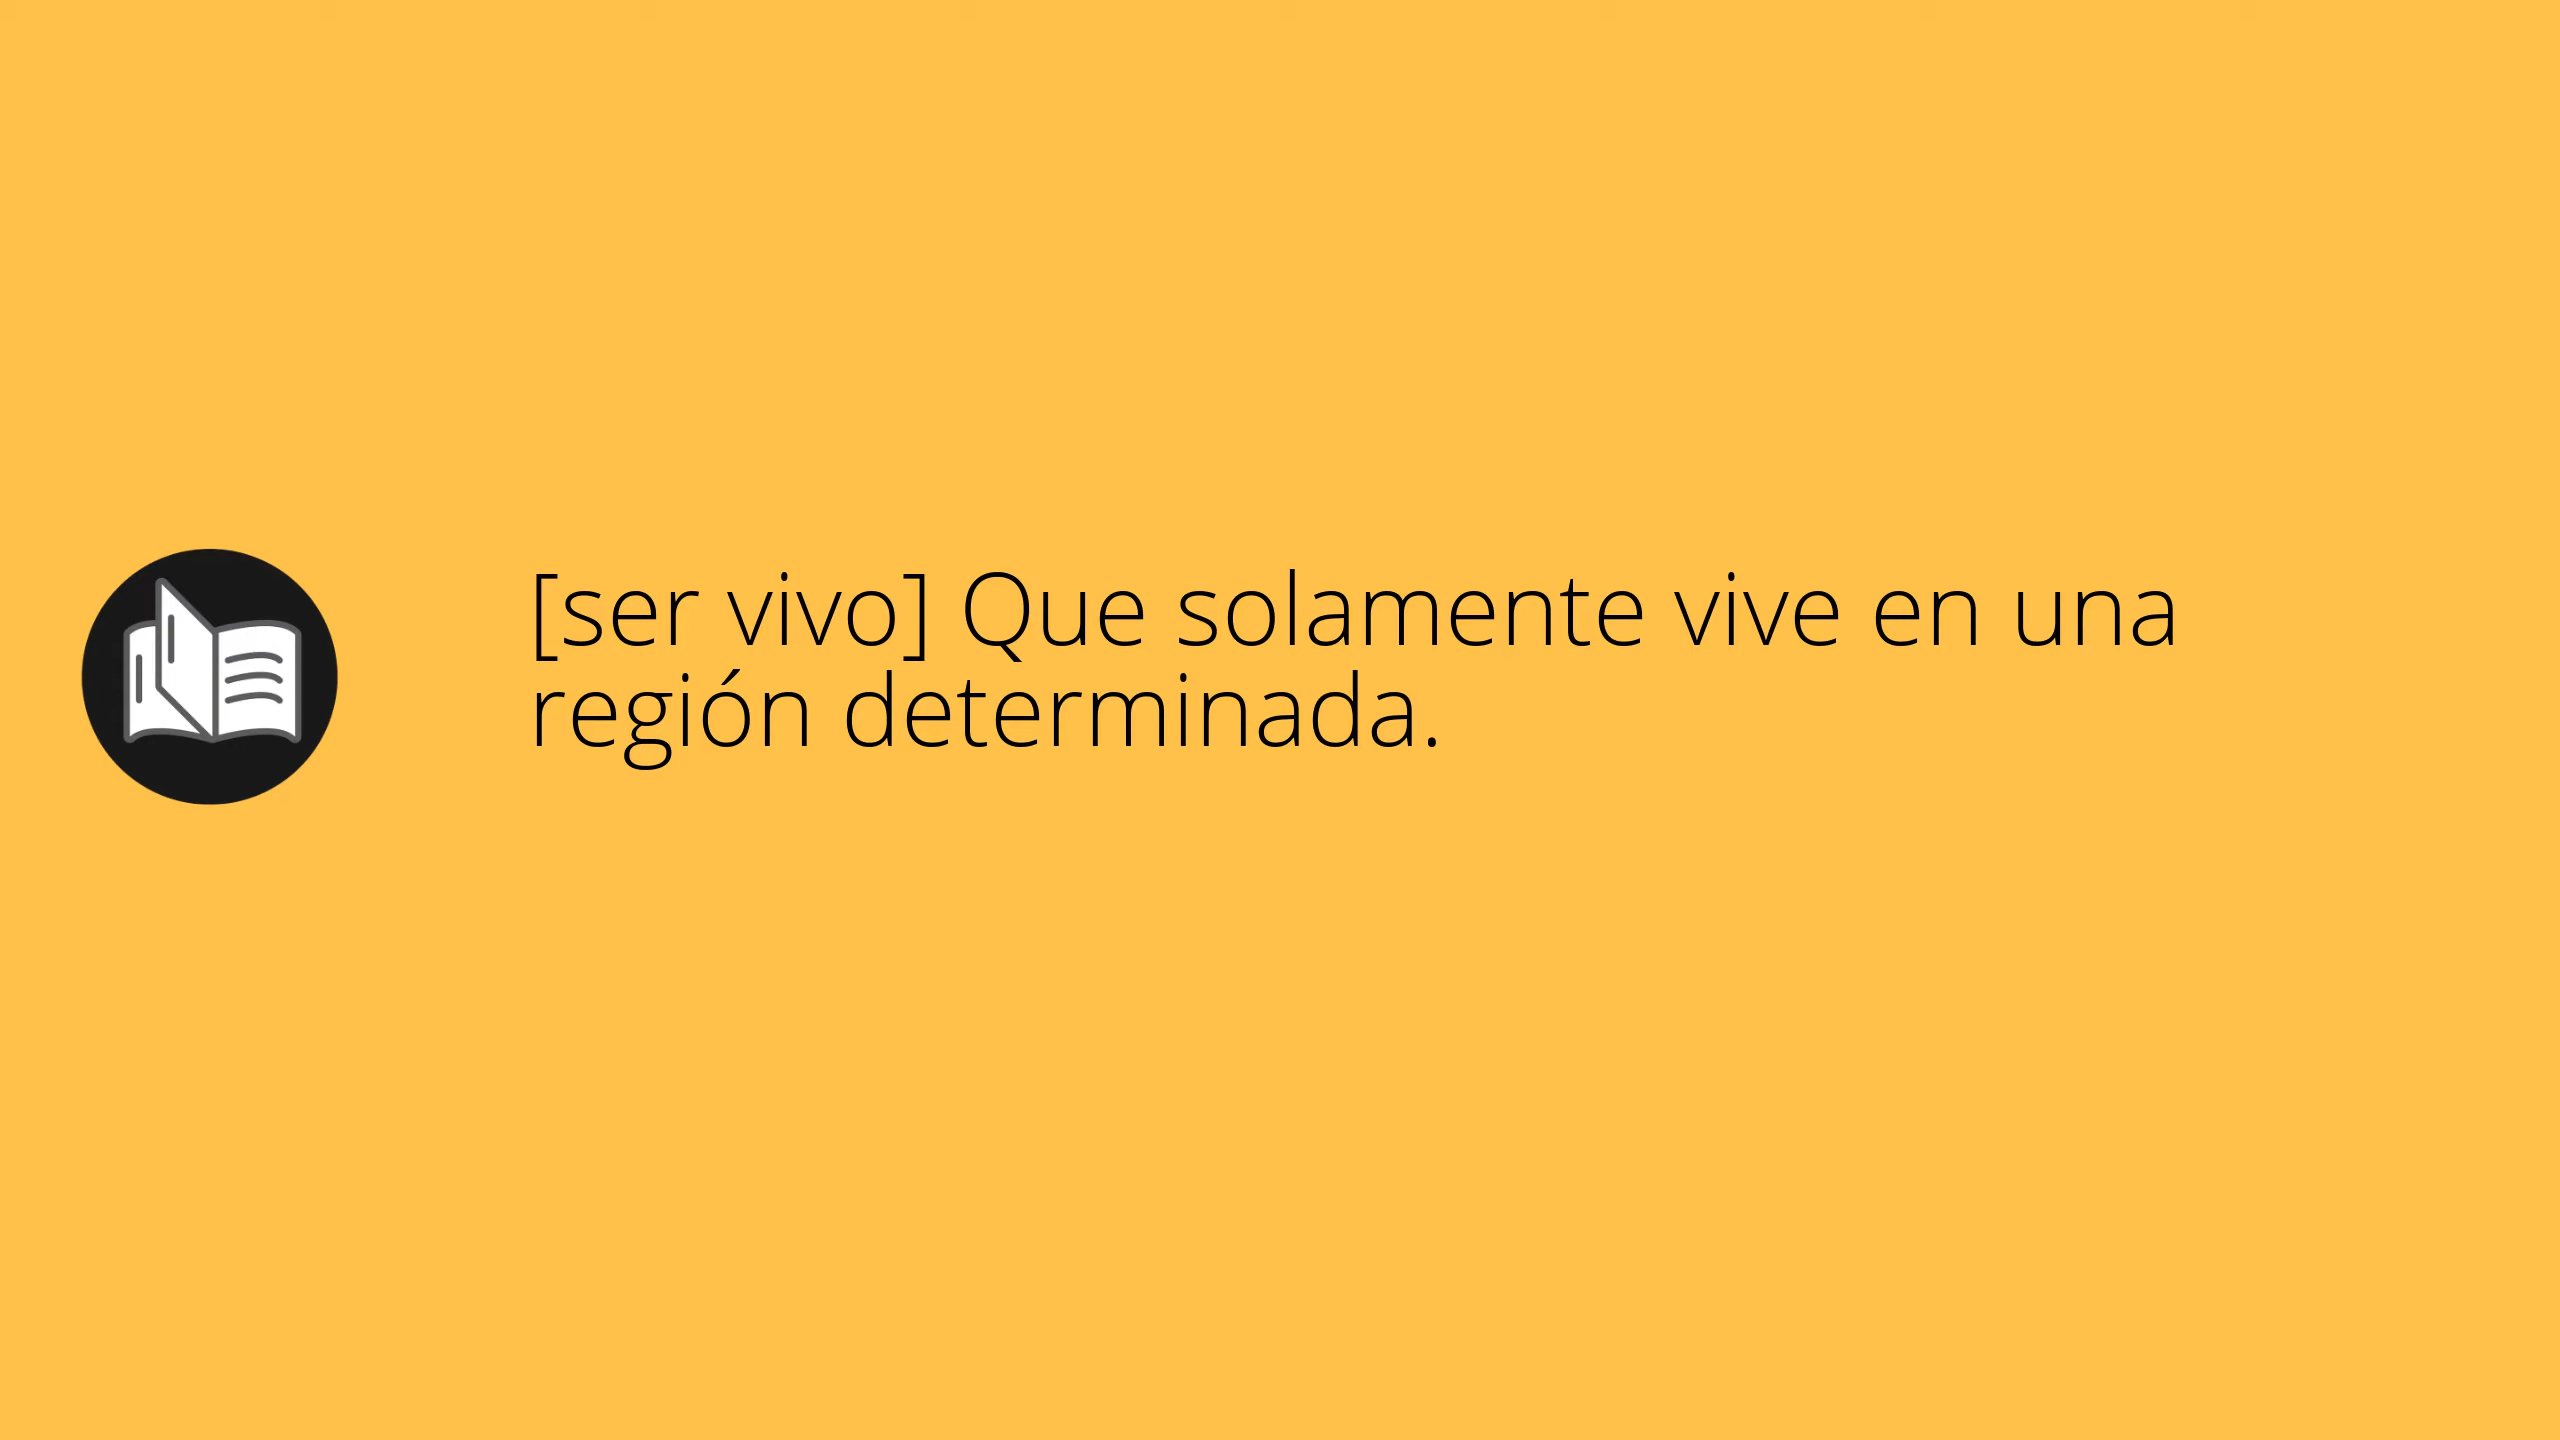 [ser vivo] Que solamente vive en una
región determinada.